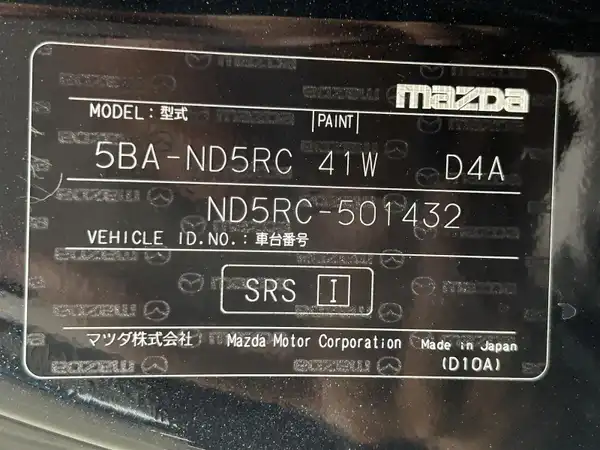 mazda
MODEL : 型式 PAINT
5BA-ND5RC 41W D4A
ND5RC-501432
VEHICLE ID.NO. : 車台番号
SRS I
マツダ株式会社 Mazda Motor Corporation Made in Japan
(D10A)